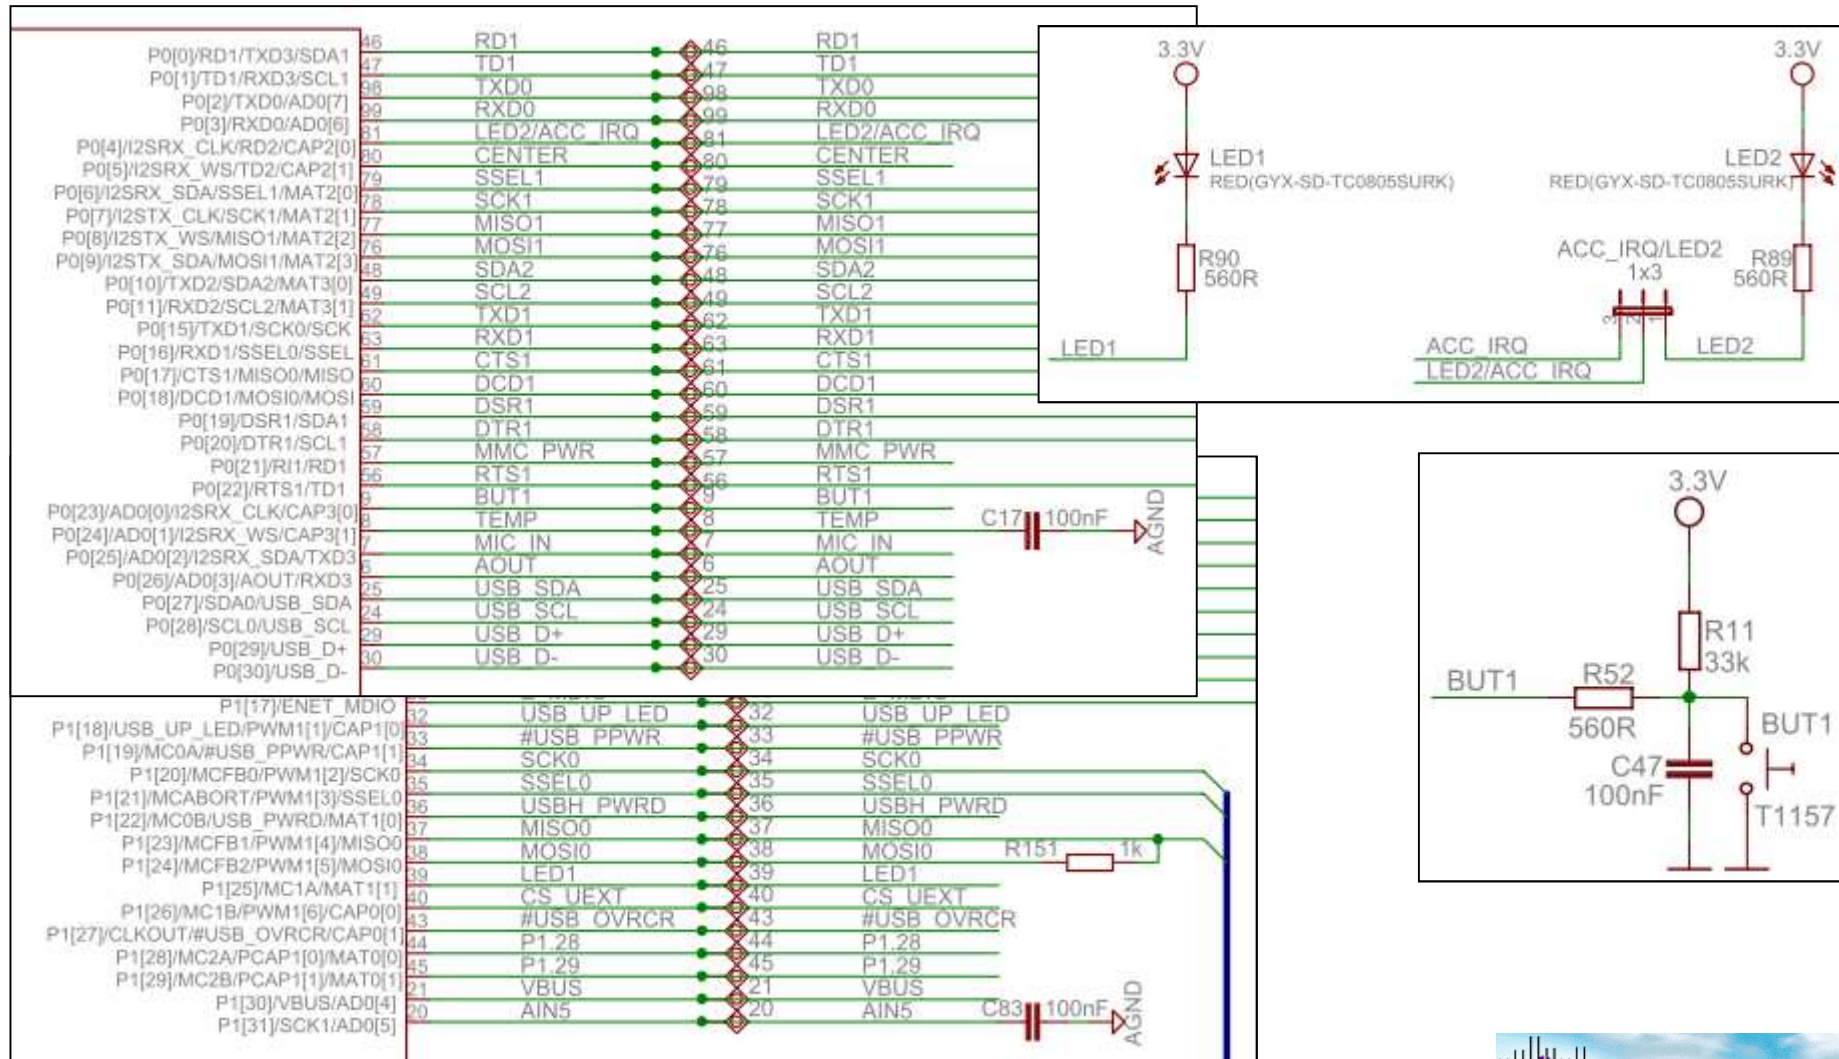 P0[0]/RD1/TXD3/SDA1 46 RD1 46 RD1
P0[1]/TD1/RXD3/SCL1 47 TD1 47 TD1
P0[2]/TXD0/AD0[7] 98 TXD0 98 TXD0
P0[3]/RXD0/AD0[6] 99 RXD0 99 RXD0
P0[4]/I2SRX_CLK/RD2/CAP2[0] 81 LED2/ACC_IRQ 81 LED2/ACC_IRQ
P0[5]/I2SRX_WS/TD2/CAP2[1] 80 CENTER 80 CENTER
P0[6]/I2SRX_SDA/SSEL1/MAT2[0] 79 SSEL1 79 SSEL1
P0[7]/I2STX_CLK/SCK1/MAT2[1] 78 SCK1 78 SCK1
P0[8]/I2STX_WS/MISO1/MAT2[2] 77 MISO1 77 MISO1
P0[9]/I2STX_SDA/MOSI1/MAT2[3] 76 MOSI1 76 MOSI1
P0[10]/TXD2/SDA2/MAT3[0] 48 SDA2 48 SDA2
P0[11]/RXD2/SCL2/MAT3[1] 49 SCL2 49 SCL2
P0[15]/TXD1/SCK0/SCK 62 TXD1 62 TXD1
P0[16]/RXD1/SSEL0/SSEL 63 RXD1 63 RXD1
P0[17]/CTS1/MISO0/MISO 61 CTS1 61 CTS1
P0[18]/DCD1/MOSI0/MOSI 60 DCD1 60 DCD1
P0[19]/DSR1/SDA1 59 DSR1 59 DSR1
P0[20]/DTR1/SCL1 58 DTR1 58 DTR1
P0[21]/RI1/RD1 57 MMC_PWR 57 MMC_PWR
P0[22]/RTS1/TD1 56 RTS1 56 RTS1
P0[23]/AD0[0]/I2SRX_CLK/CAP3[0] 9 BUT1 9 BUT1
P0[24]/AD0[1]/I2SRX_WS/CAP3[1] 8 TEMP 8 TEMP C17 100nF AGND
P0[25]/AD0[2]/I2SRX_SDA/TXD3 7 MIC_IN 7 MIC_IN
P0[26]/AD0[3]/AOUT/RXD3 6 AOUT 6 AOUT
P0[27]/SDA0/USB_SDA 25 USB_SDA 25 USB_SDA
P0[28]/SCL0/USB_SCL 24 USB_SCL 24 USB_SCL
P0[29]/USB_D+ 29 USB_D+ 29 USB_D+
P0[30]/USB_D- 30 USB_D- 30 USB_D-
P1[17]/ENET_MDIO
P1[18]/USB_UP_LED/PWM1[1]/CAP1[0] 32 USB_UP_LED 32 USB_UP_LED
P1[19]/MC0A/#USB_PPWR/CAP1[1] 33 #USB_PPWR 33 #USB_PPWR
P1[20]/MCFB0/PWM1[2]/SCK0 34 SCK0 34 SCK0
P1[21]/MCABORT/PWM1[3]/SSEL0 35 SSEL0 35 SSEL0
P1[22]/MC0B/USB_PWRD/MAT1[0] 36 USBH_PWRD 36 USBH_PWRD
P1[23]/MCFB1/PWM1[4]/MISO0 37 MISO0 37 MISO0
P1[24]/MCFB2/PWM1[5]/MOSI0 38 MOSI0 38 MOSI0 R151 1k
P1[25]/MC1A/MAT1[1] 39 LED1 39 LED1
P1[26]/MC1B/PWM1[6]/CAP0[0] 40 CS_UEXT 40 CS_UEXT
P1[27]/CLKOUT/#USB_OVRCR/CAP0[1] 43 #USB_OVRCR 43 #USB_OVRCR
P1[28]/MC2A/PCAP1[0]/MAT0[0] 44 P1.28 44 P1.28
P1[29]/MC2B/PCAP1[1]/MAT0[1] 45 P1.29 45 P1.29
P1[30]/VBUS/AD0[4] 21 VBUS 21 VBUS
P1[31]/SCK1/AD0[5] 20 AIN5 20 AIN5 C83 100nF AGND
3.3V 3.3V
LED1 LED2
RED(GYX-SD-TC0805SURK) RED(GYX-SD-TC0805SURK)
ACC_IRQ/LED2
1x3
R90 R89
560R 560R
3 2 1
LED1 ACC_IRQ LED2
LED2/ACC_IRQ
3.3V
R11
33k
BUT1 R52
560R
BUT1
C47
100nF
T1157